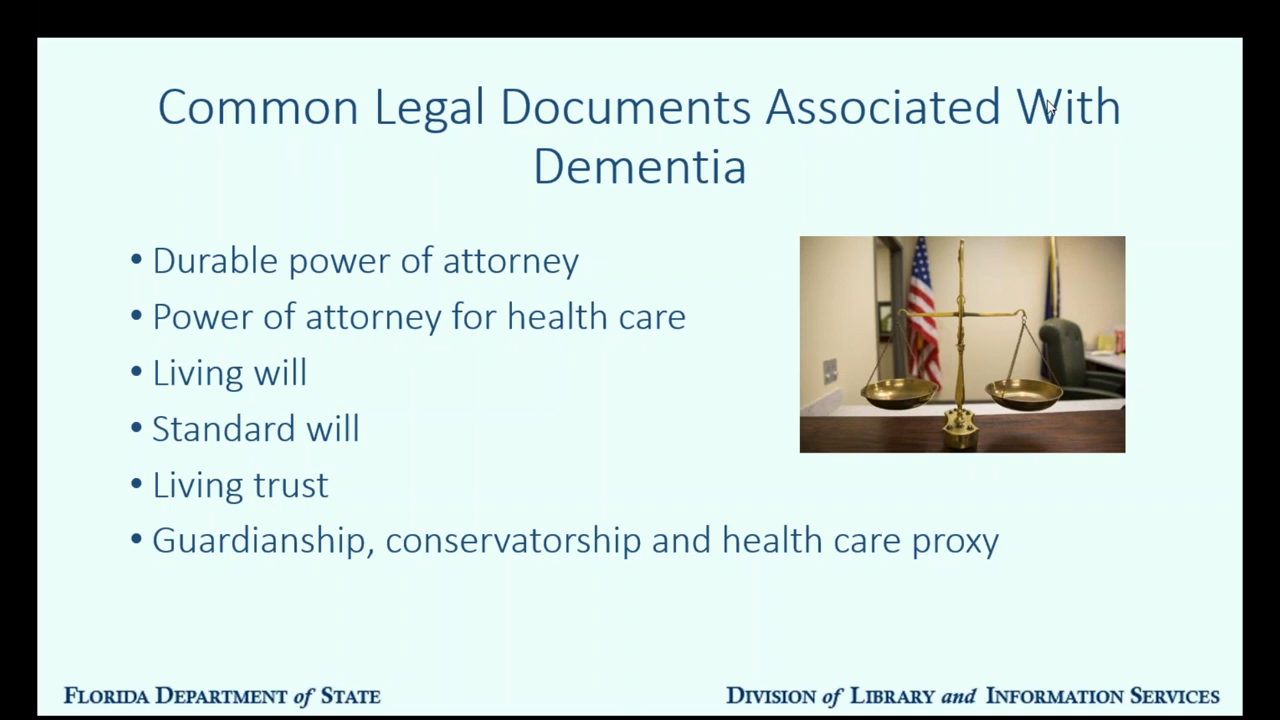 Common Legal Documents Associated With
Dementia
• Durable power of attorney
• Power of attorney for health care
• Living will
• Standard will
• Living trust
• Guardianship, conservatorship and health care proxy
FLORIDA DEPARTMENT of STATE
DIVISION of LIBRARY and INFORMATION SERVICES